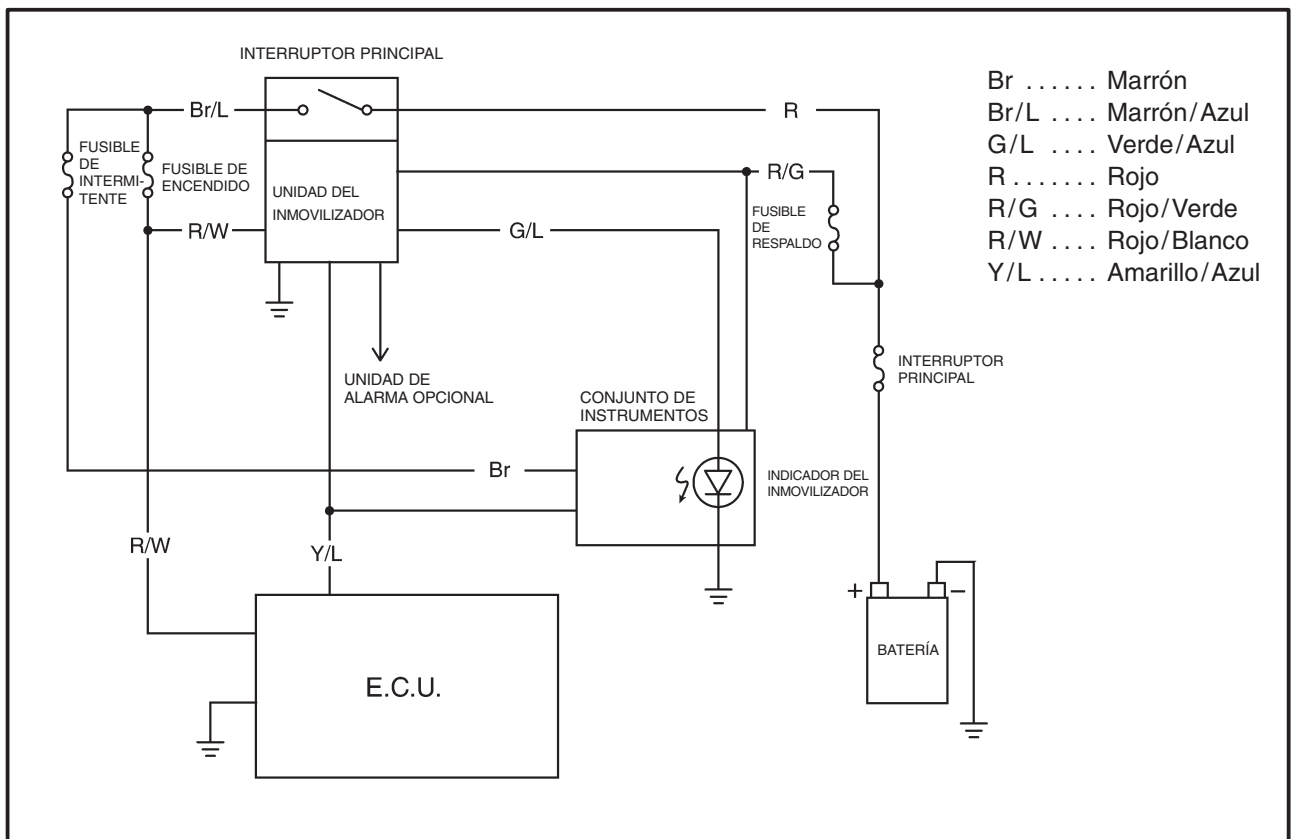 INTERRUPTOR PRINCIPAL
Br/L
R
FUSIBLE
DE
INTERMI-
TENTE
FUSIBLE DE
ENCENDIDO
UNIDAD DEL
INMOVILIZADOR
R/G
FUSIBLE
DE
RESPALDO
R/W
G/L
UNIDAD DE
ALARMA OPCIONAL
INTERRUPTOR
PRINCIPAL
CONJUNTO DE
INSTRUMENTOS
Br
INDICADOR DEL
INMOVILIZADOR
R/W
Y/L
+
−
BATERÍA
E.C.U.
Br ...... Marrón
Br/L .... Marrón/Azul
G/L .... Verde/Azul
R ....... Rojo
R/G .... Rojo/Verde
R/W .... Rojo/Blanco
Y/L ..... Amarillo/Azul